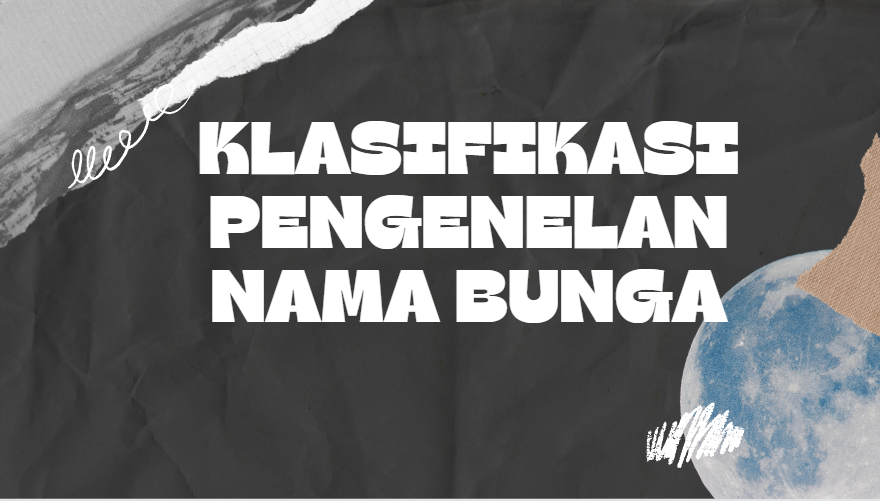 KLASIFIKASI
PENGENELAN
NAMA BUNGA